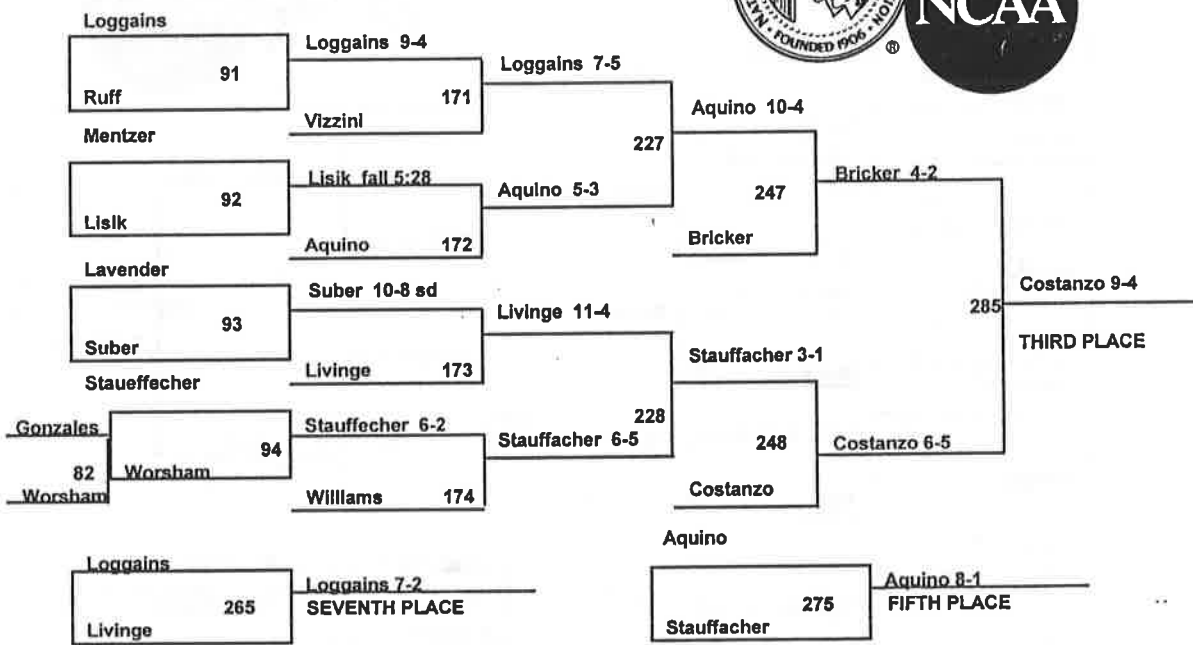 NAT
ION
FOUNDED 1906
®
NCAA
Loggains
91
Ruff
Loggains 9-4
171
Vizzini
Loggains 7-5
227
Mentzer
92
Lisik
Lisik fall 5:28
Aquino 172
Aquino 5-3
Aquino 10-4
247
Bricker
Bricker 4-2
Lavender
93
Suber
Suber 10-8 sd
Livinge 173
Livinge 11-4
228
Staueffecher
Gonzales
82
Worsham
94
Worsham
Stauffecher 6-2
Williams 174
Stauffacher 6-5
Stauffacher 3-1
248
Costanzo
Costanzo 6-5
285
Costanzo 9-4
THIRD PLACE
Loggains
265
Livinge
Loggains 7-2
SEVENTH PLACE
Aquino
275
Stauffacher
Aquino 8-1
FIFTH PLACE